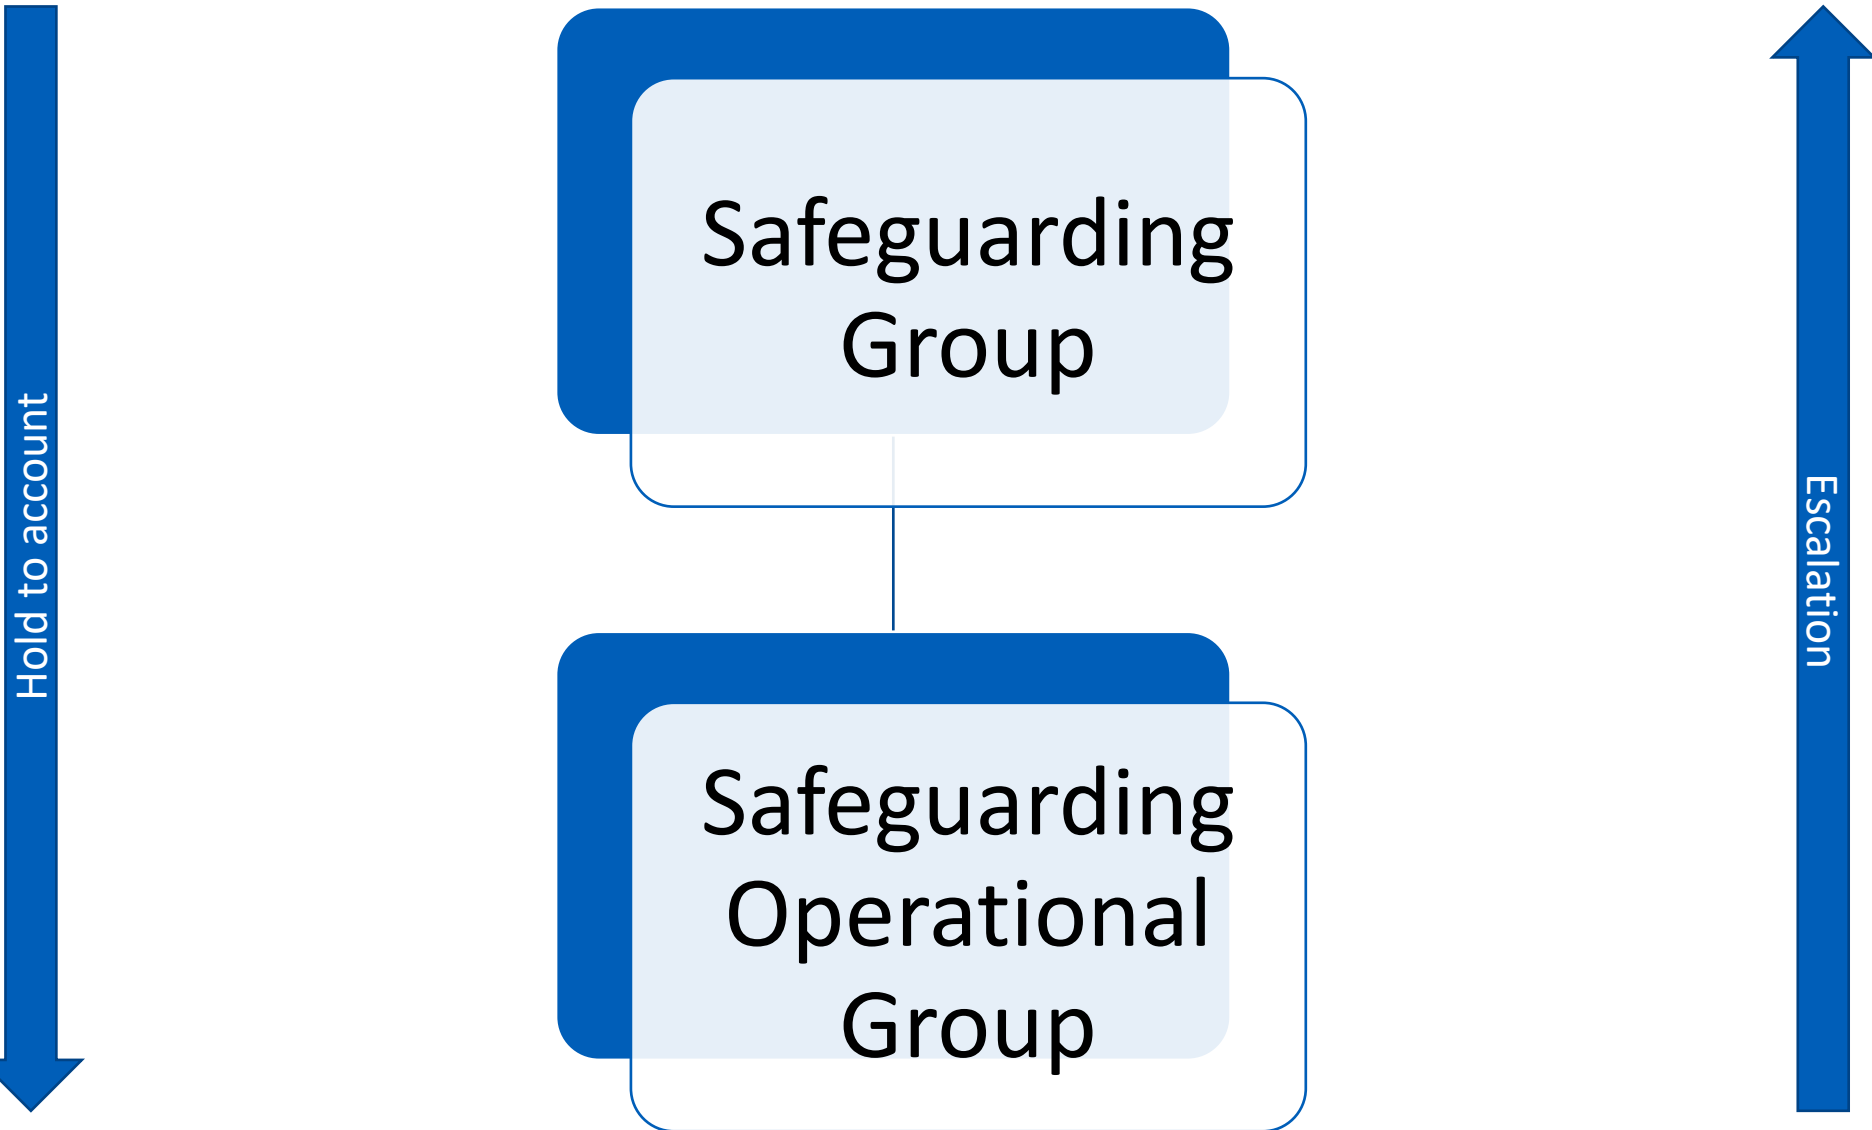 Hold to account
Safeguarding
Group
Safeguarding
Operational
Group
Escalation